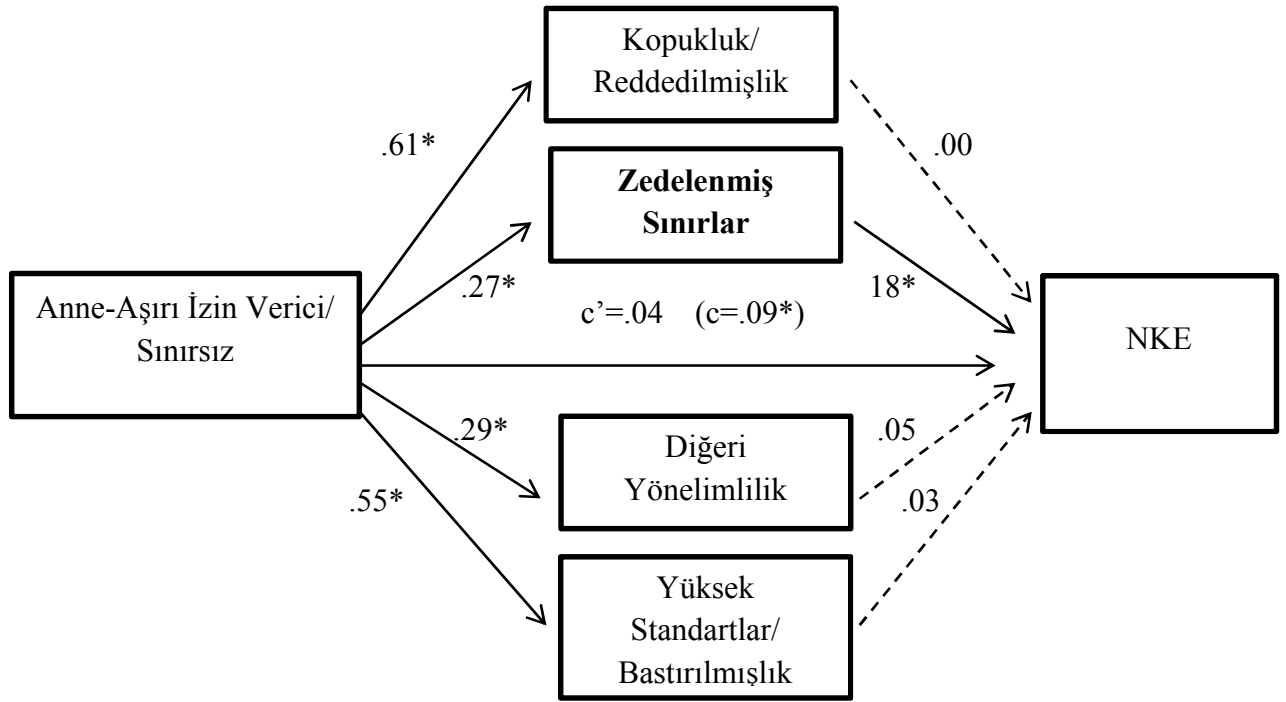 Kopukluk/
Reddedilmişlik
.61*
.00
Zedelenmiş
Sınırlar
Anne-Aşırı İzin Verici/
Sınırsız
.27*
18*
c’=.04 (c=.09*)
NKE
.29*
Diğeri
Yönelimlilik
.05
.55*
.03
Yüksek
Standartlar/
Bastırılmışlık